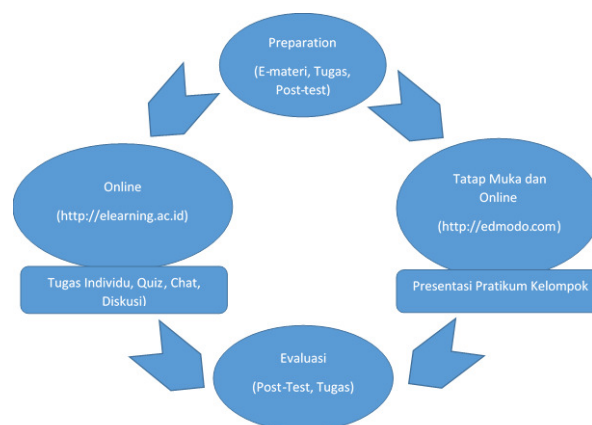 Preparation
(E-materi, Tugas,
Post-test)
Online
(http://elearning.ac.id)
Tugas Individu, Quiz, Chat,
Diskusi)
Tatap Muka dan
Online
(http://edmodo.com)
Presentasi Pratikum Kelompok
Evaluasi
(Post-Test, Tugas)